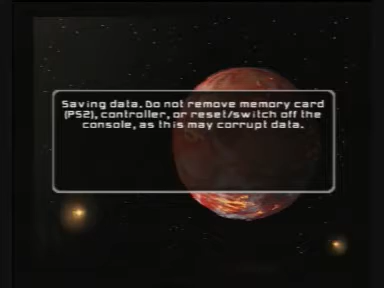 Saving data. Do not remove memory card
(PS2), controller, or reset/switch off the
console, as this may corrupt data.